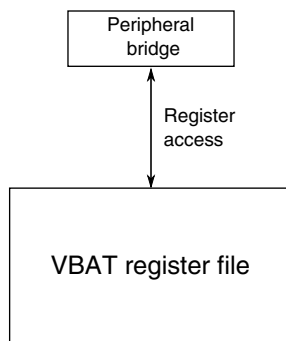 Peripheral
bridge
Register
access
VBAT register file